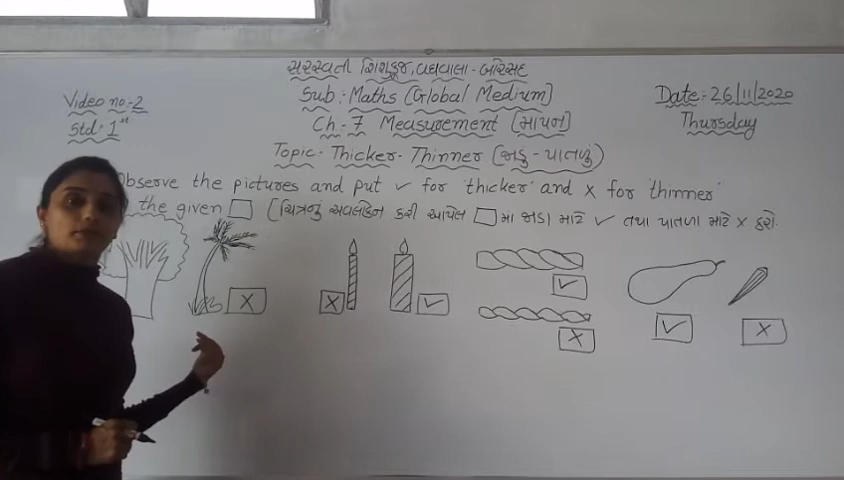 સરસ્વતી શિશુકુંજ, વઘવાલા - બોરસદ
Video no:-2
Sub : Maths (Global Medium)
Date:- 26/11/2020
Std:- 1st
Ch.- 7 Measurement (માપન)
Thursday
Topic - Thicker - Thinner (જાડુ - પાતળું)
Observe the pictures and put ✓ for 'thicker' and x for 'thinner'
the given □ (ચિત્રનું અવલોકન કરી આપેલ □ મા જાડા માટે ✓ તથા પાતળા માટે x કરો.
x x ✓ ✓ x ✓ x